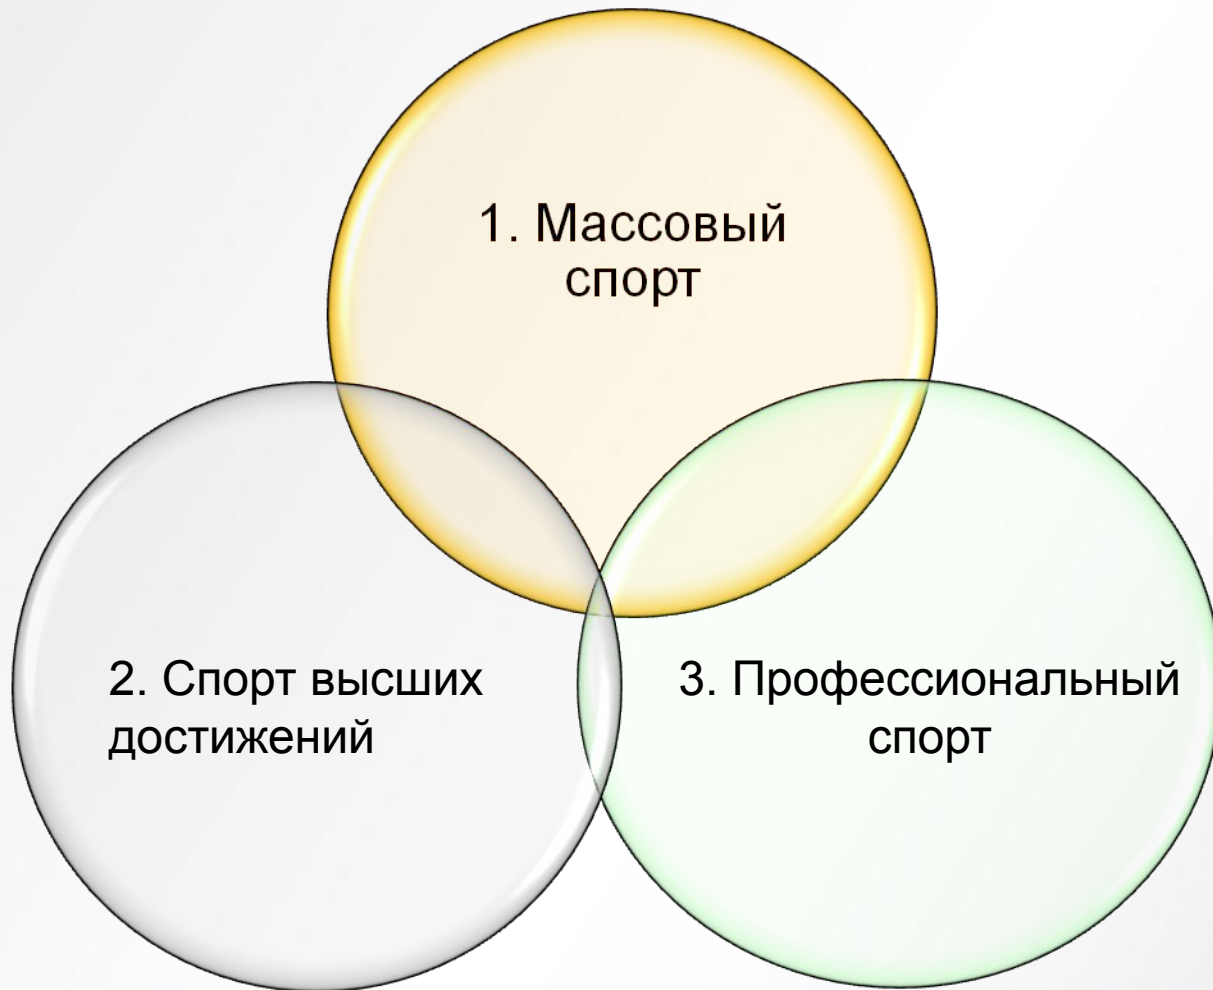 1. Массовый
спорт
2. Спорт высших
достижений
3. Профессиональный
спорт